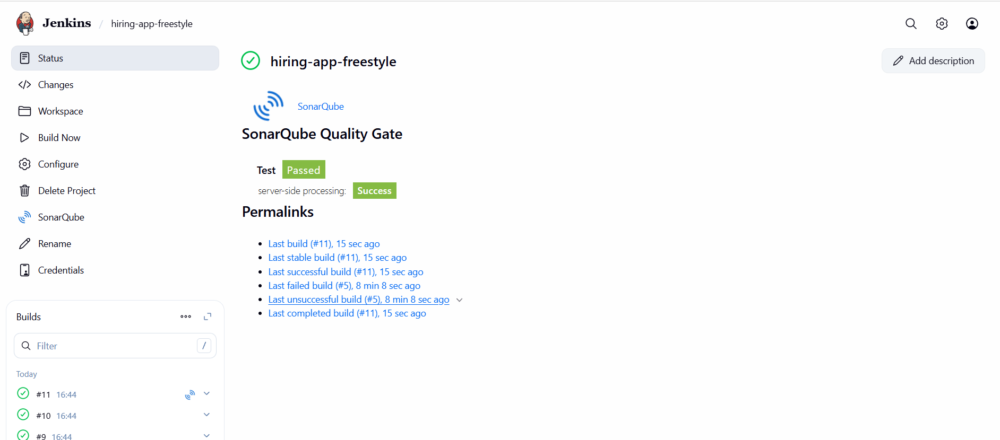 Jenkins / hiring-app-freestyle
Status
Changes
Workspace
Build Now
Configure
Delete Project
SonarQube
Rename
Credentials
Builds
Filter /
Today
#11 16:44
#10 16:44
#9 16:44
hiring-app-freestyle
Add description
SonarQube
SonarQube Quality Gate
Test Passed
server-side processing: Success
Permalinks
Last build (#11), 15 sec ago
Last stable build (#11), 15 sec ago
Last successful build (#11), 15 sec ago
Last failed build (#5), 8 min 8 sec ago
Last unsuccessful build (#5), 8 min 8 sec ago
Last completed build (#11), 15 sec ago